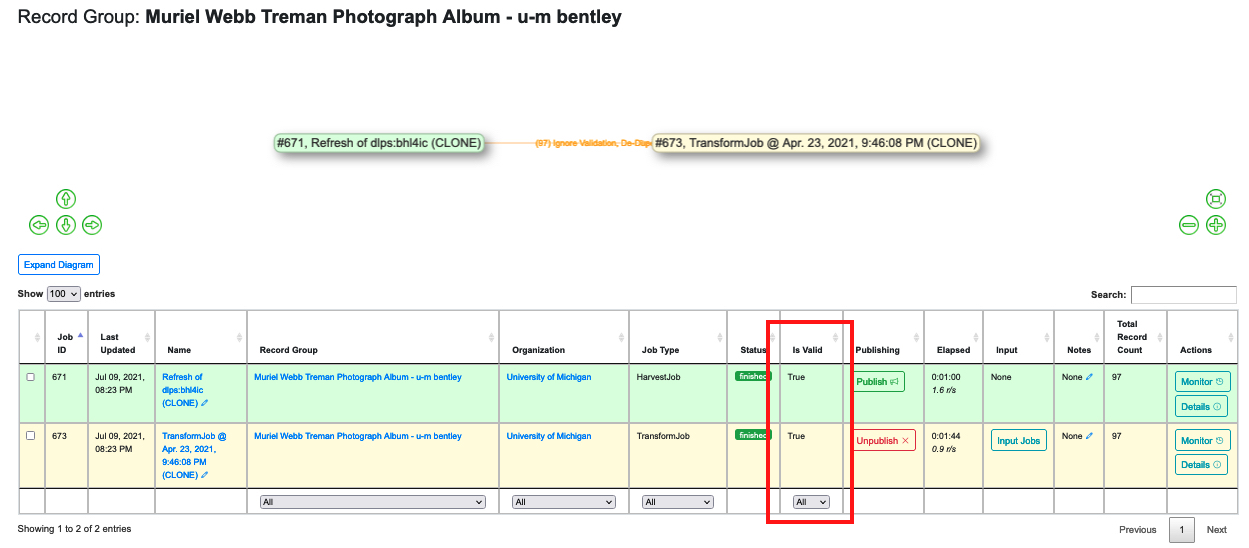 Record Group: Muriel Webb Treman Photograph Album - u-m bentley
#671, Refresh of dlps:bhl4ic (CLONE)
(97) Ignore Validation, De-Dupe
#673, TransformJob @ Apr. 23, 2021, 9:46:08 PM (CLONE)
Expand Diagram
Show 100 entries
Search:
Job ID
Last Updated
Name
Record Group
Organization
Job Type
Status
Is Valid
Publishing
Elapsed
Input
Notes
Total Record Count
Actions
671
Jul 09, 2021,
08:23 PM
Refresh of
dlps:bhl4ic
(CLONE)
Muriel Webb Treman Photograph Album - u-m bentley
University of Michigan
HarvestJob
finished
True
Publish
0:01:00
1.6 r/s
None
None
97
Monitor
Details
673
Jul 09, 2021,
08:23 PM
TransformJob @
Apr. 23, 2021,
9:46:08 PM
(CLONE)
Muriel Webb Treman Photograph Album - u-m bentley
University of Michigan
TransformJob
finished
True
Unpublish
0:01:44
0.9 r/s
Input Jobs
None
97
Monitor
Details
All
All
All
All
Showing 1 to 2 of 2 entries
Previous 1 Next